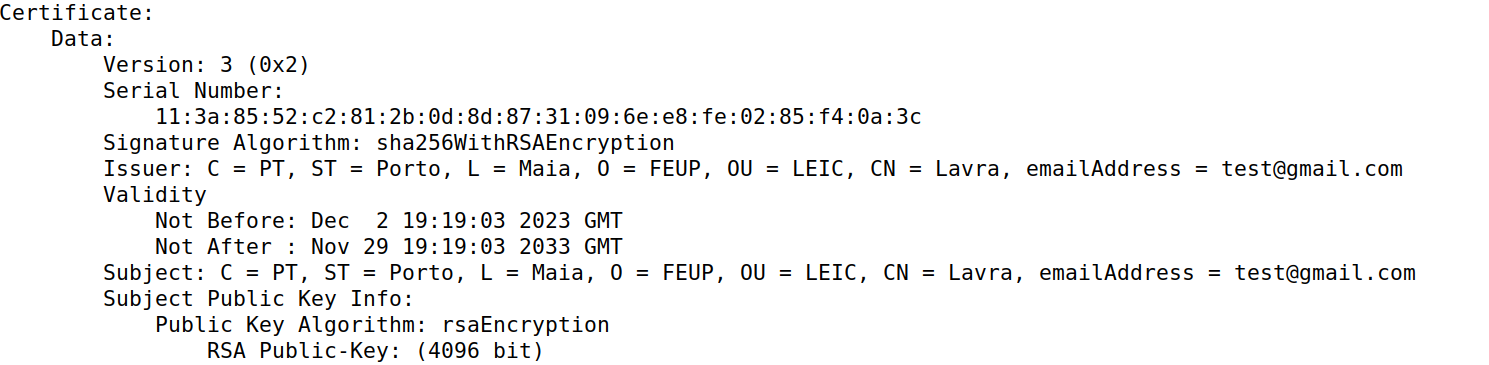 Certificate:
    Data:
        Version: 3 (0x2)
        Serial Number:
            11:3a:85:52:c2:81:2b:0d:8d:87:31:09:6e:e8:fe:02:85:f4:0a:3c
        Signature Algorithm: sha256WithRSAEncryption
        Issuer: C = PT, ST = Porto, L = Maia, O = FEUP, OU = LEIC, CN = Lavra, emailAddress = test@gmail.com
        Validity
            Not Before: Dec  2 19:19:03 2023 GMT
            Not After : Nov 29 19:19:03 2033 GMT
        Subject: C = PT, ST = Porto, L = Maia, O = FEUP, OU = LEIC, CN = Lavra, emailAddress = test@gmail.com
        Subject Public Key Info:
            Public Key Algorithm: rsaEncryption
                RSA Public-Key: (4096 bit)